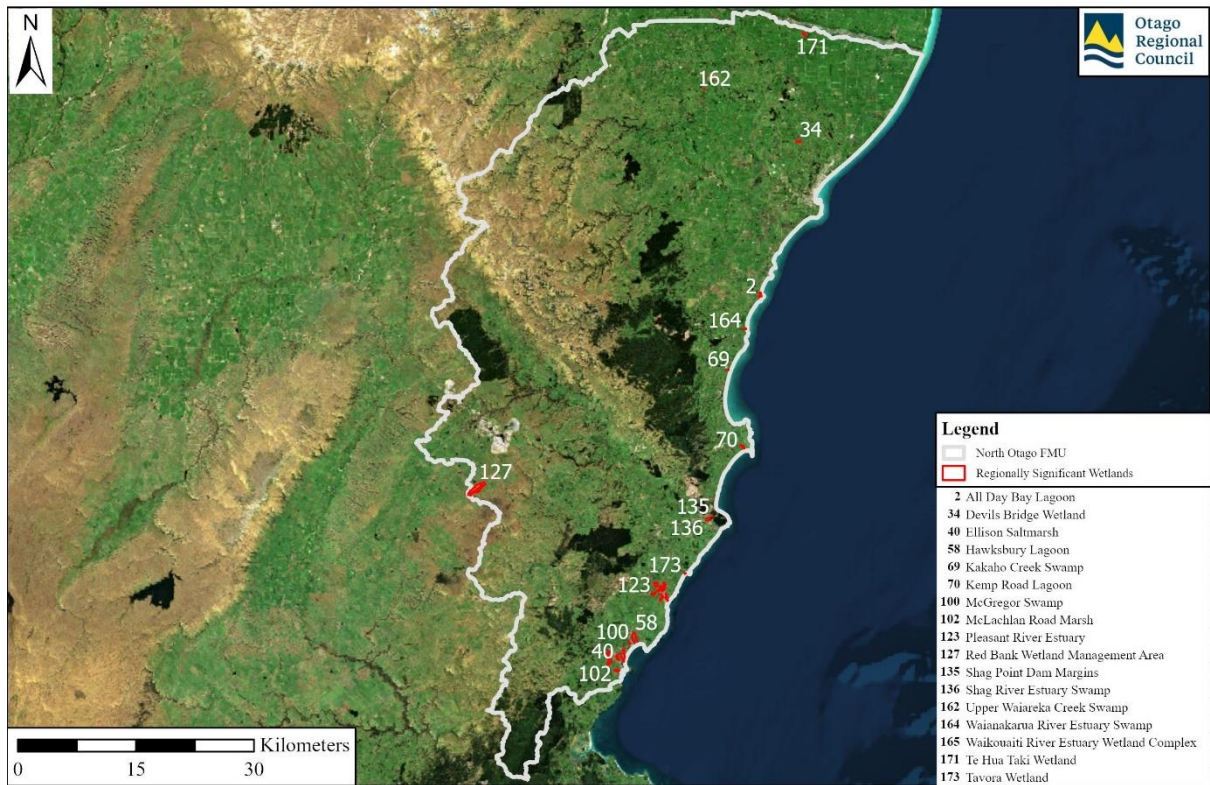 N
Otago
Regional
Council
171
162
34
2
164
69
70
127
135
136
173
123
58
100
40
102
Legend
North Otago FMU
Regionally Significant Wetlands
2 All Day Bay Lagoon
34 Devils Bridge Wetland
40 Ellison Saltmarsh
58 Hawksbury Lagoon
69 Kakaho Creek Swamp
70 Kemp Road Lagoon
100 McGregor Swamp
102 McLachlan Road Marsh
123 Pleasant River Estuary
127 Red Bank Wetland Management Area
135 Shag Point Dam Margins
136 Shag River Estuary Swamp
162 Upper Waiareka Creek Swamp
164 Waianakarua River Estuary Swamp
165 Waikouaiti River Estuary Wetland Complex
171 Te Hua Taki Wetland
173 Tavora Wetland
Kilometers
0 15 30